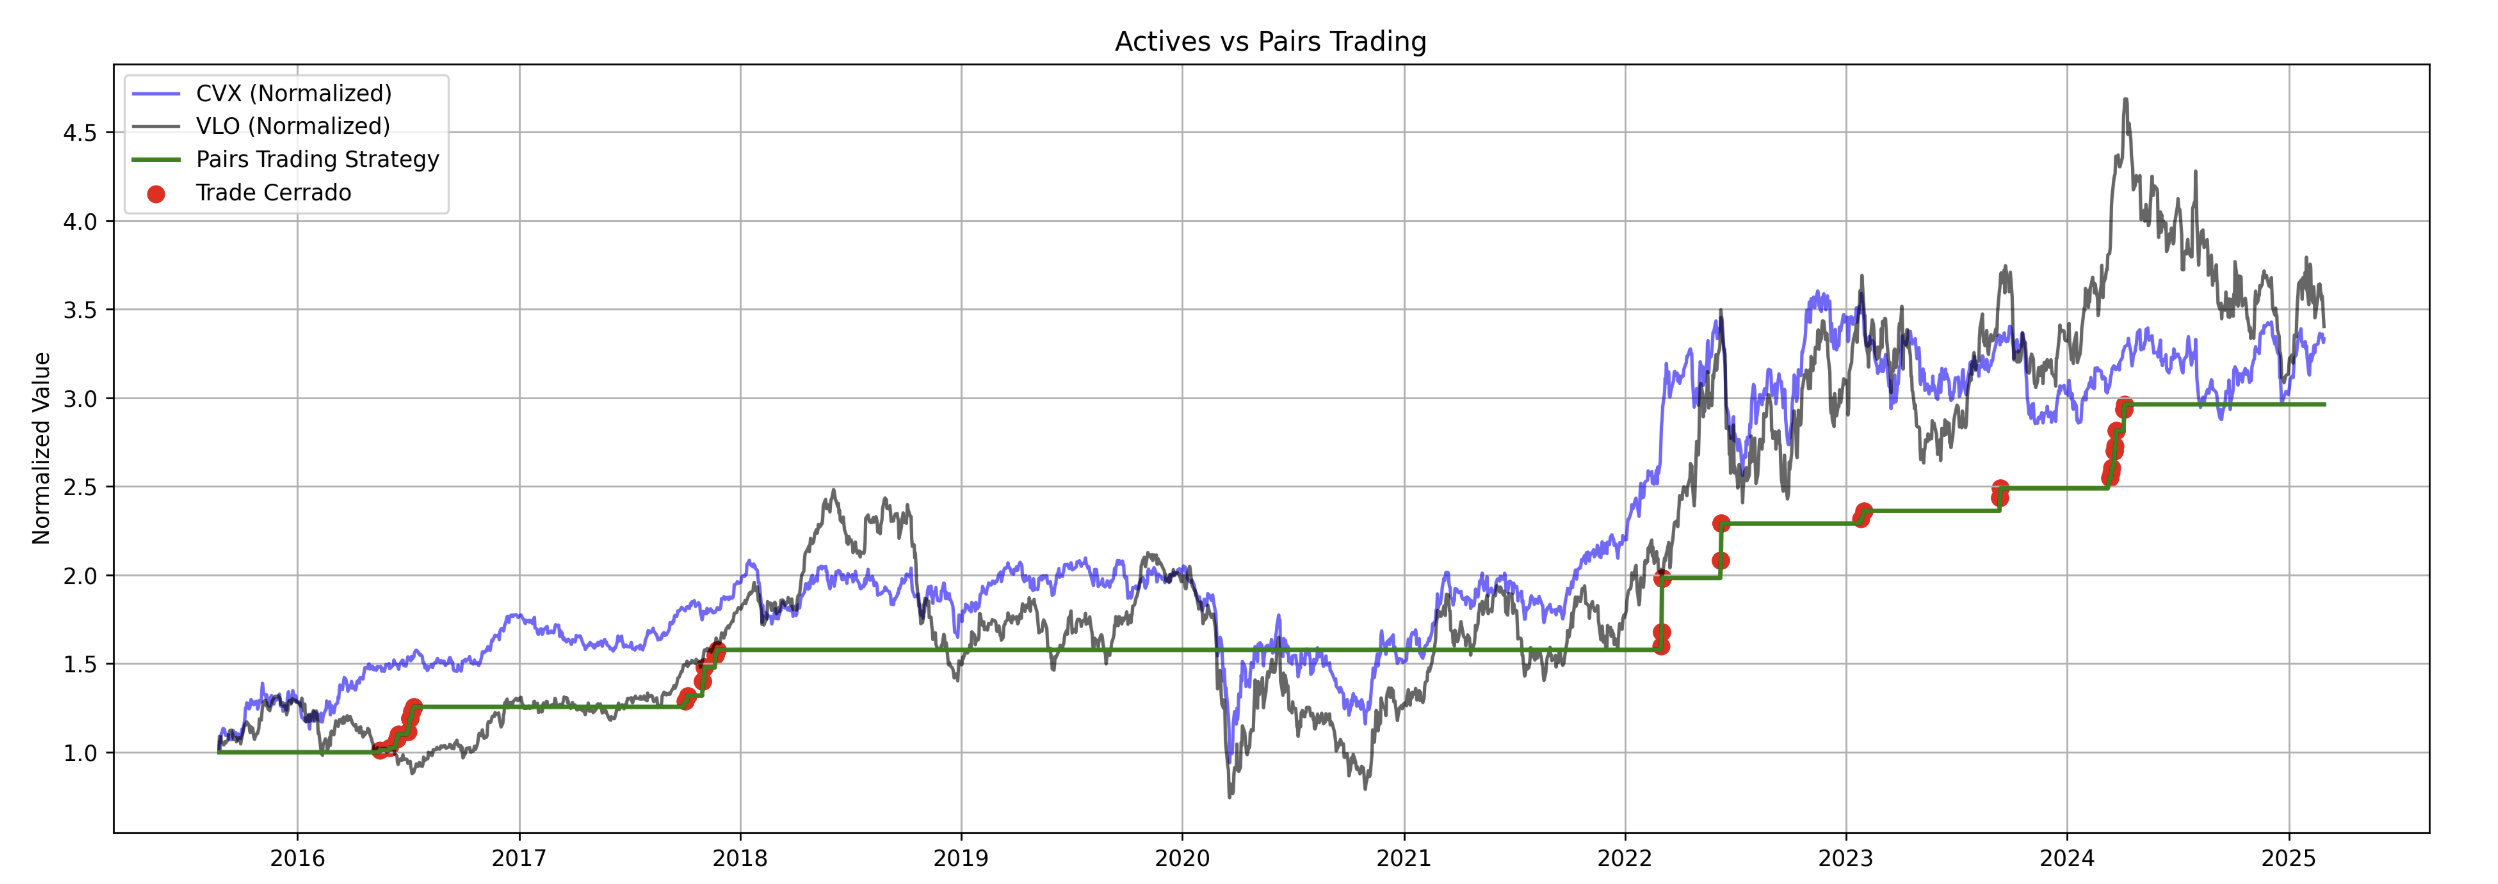 Actives vs Pairs Trading
CVX (Normalized)
VLO (Normalized)
Pairs Trading Strategy
Trade Cerrado
Normalized Value
4.5
4.0
3.5
3.0
2.5
2.0
1.5
1.0
2016 2017 2018 2019 2020 2021 2022 2023 2024 2025